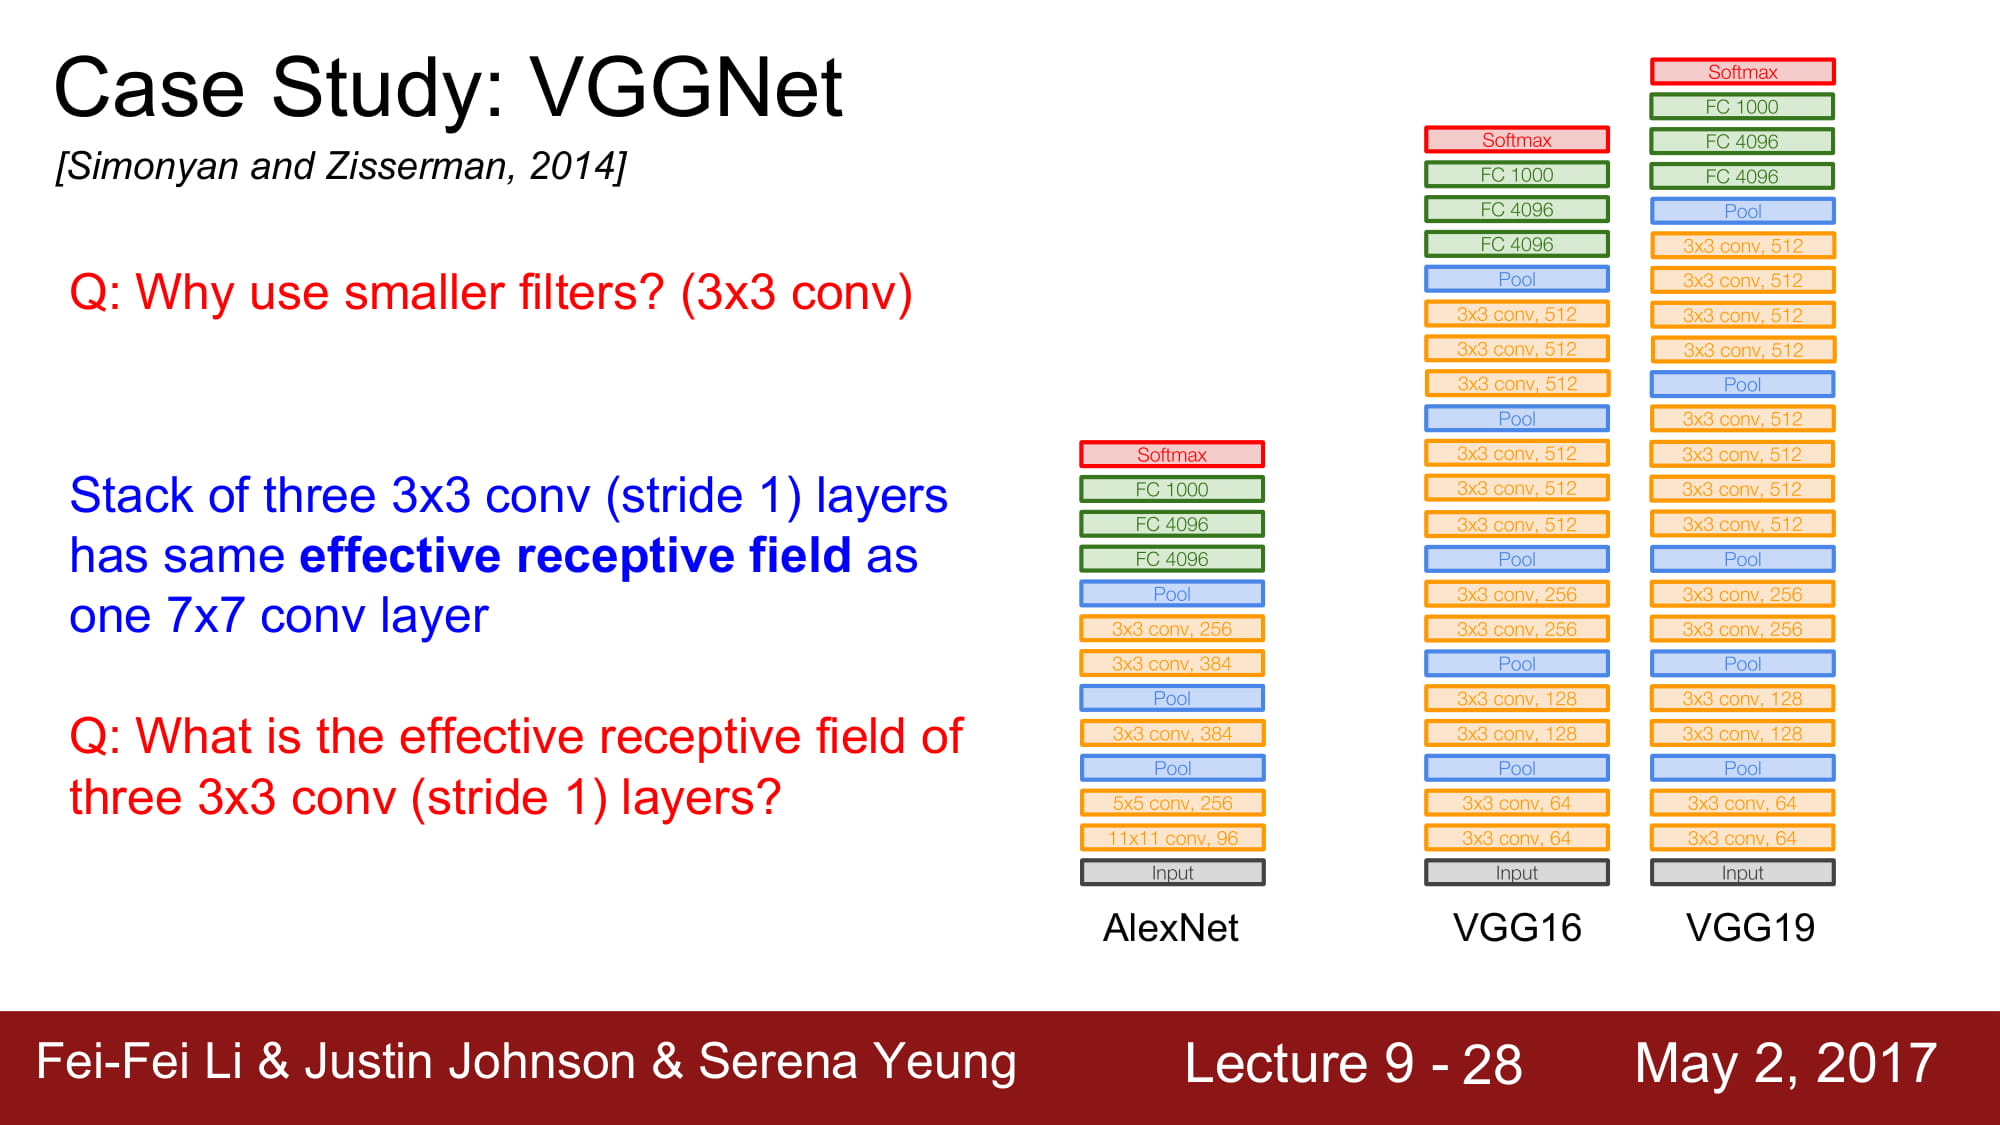 Case Study: VGGNet
[Simonyan and Zisserman, 2014]
Q: Why use smaller filters? (3x3 conv)
Stack of three 3x3 conv (stride 1) layers
has same effective receptive field as
one 7x7 conv layer
Q: What is the effective receptive field of
three 3x3 conv (stride 1) layers?
Softmax
FC 1000
FC 4096
FC 4096
Pool
3x3 conv, 256
3x3 conv, 384
Pool
3x3 conv, 384
Pool
5x5 conv, 256
11x11 conv, 96
Input
AlexNet
Softmax
FC 1000
FC 4096
FC 4096
Pool
3x3 conv, 512
3x3 conv, 512
3x3 conv, 512
Pool
3x3 conv, 512
3x3 conv, 512
3x3 conv, 512
Pool
3x3 conv, 256
3x3 conv, 256
Pool
3x3 conv, 128
3x3 conv, 128
Pool
3x3 conv, 64
3x3 conv, 64
Input
VGG16
Softmax
FC 1000
FC 4096
FC 4096
Pool
3x3 conv, 512
3x3 conv, 512
3x3 conv, 512
3x3 conv, 512
Pool
3x3 conv, 512
3x3 conv, 512
3x3 conv, 512
3x3 conv, 512
Pool
3x3 conv, 256
3x3 conv, 256
Pool
3x3 conv, 128
3x3 conv, 128
Pool
3x3 conv, 64
3x3 conv, 64
Input
VGG19
Fei-Fei Li & Justin Johnson & Serena Yeung
Lecture 9 - 28
May 2, 2017